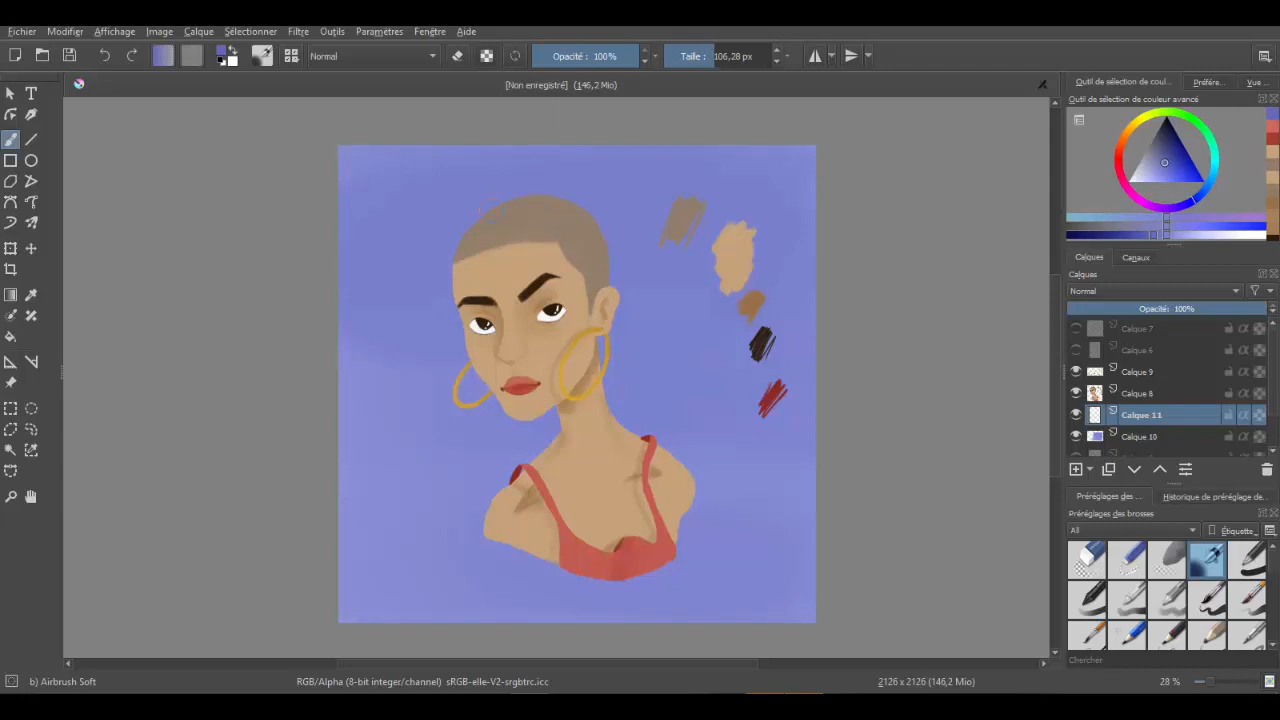 Fichier Modifier Affichage Image Calque Sélectionner Filtre Outils Paramètres Fenêtre Aide
Normal Opacité : 100% Taille : 106,28 px
[Non enregistré] (146,2 Mio)
Outil de sélection de coul... Préfére... Vue ...
Outil de sélection de couleur avancé
Calques Canaux
Calques
Normal
Opacité: 100%
Calque 7
Calque 6
Calque 9
Calque 8
Calque 11
Calque 10
Préréglages des ... Historique de préréglage de...
Préréglages des brosses
All Étiquette
Chercher
b) Airbrush Soft RGB/Alpha (8-bit integer/channel) sRGB-elle-V2-srgbtrc.icc 2126 x 2126 (146,2 Mio) 28 %